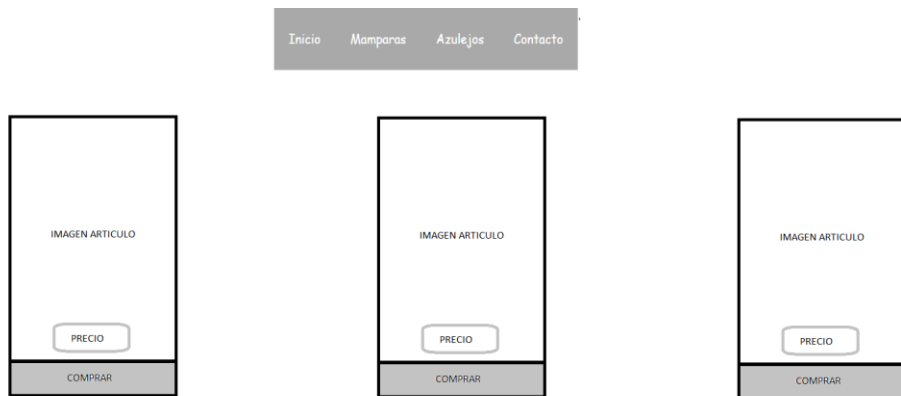 Inicio Mamparas Azulejos Contacto
IMAGEN ARTICULO
PRECIO
COMPRAR
IMAGEN ARTICULO
PRECIO
COMPRAR
IMAGEN ARTICULO
PRECIO
COMPRAR